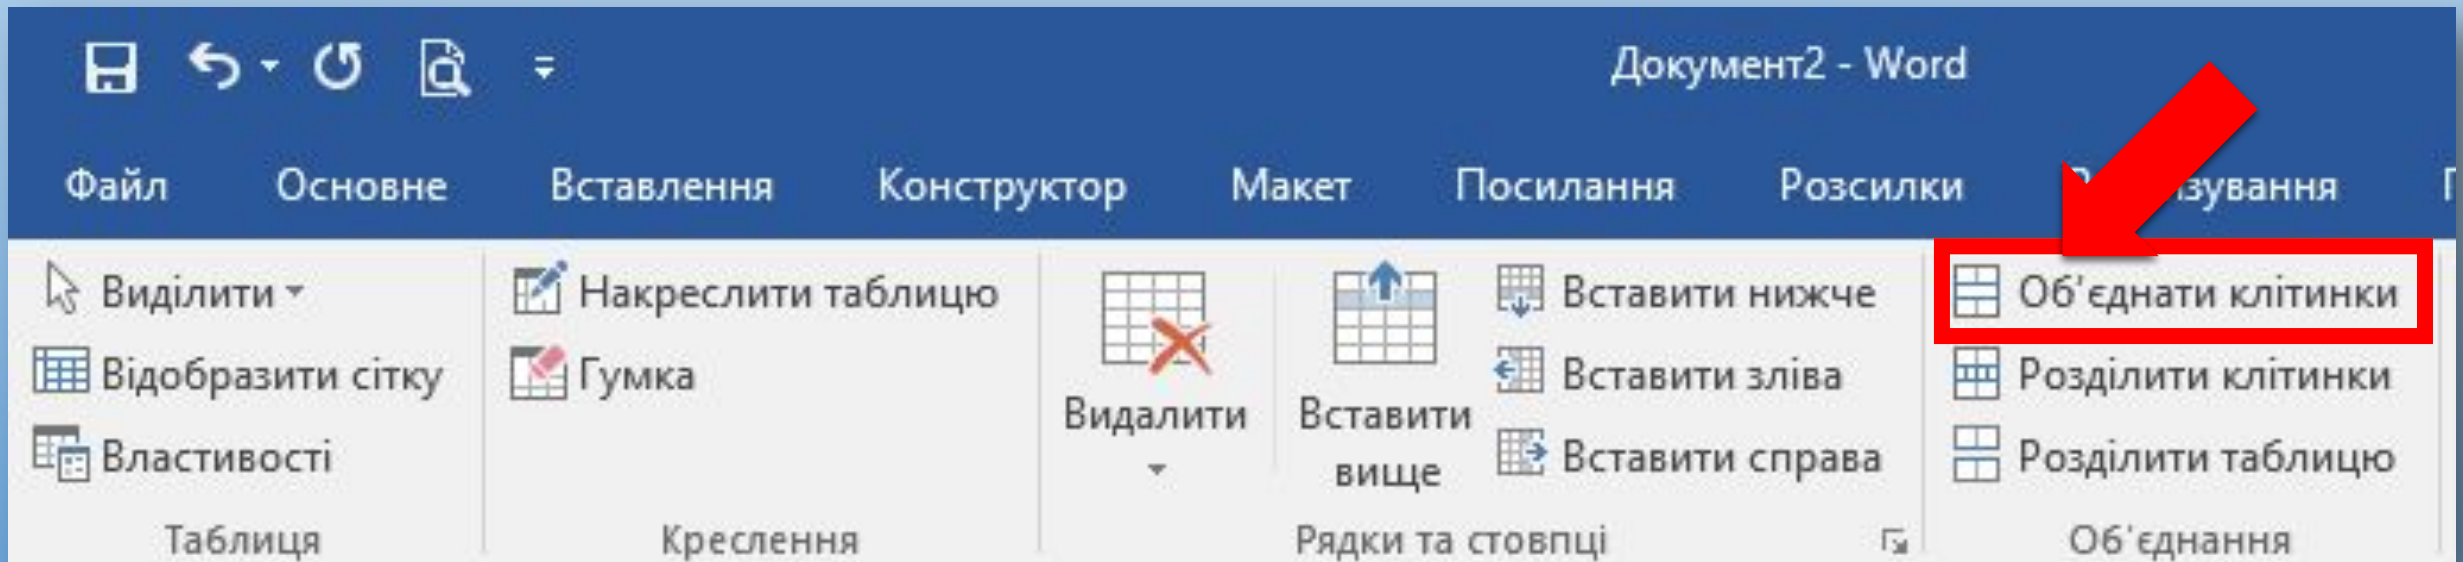 Документ2 - Word
Файл Основне Вставлення Конструктор Макет Посилання Розсилки
Виділити
Відобразити сітку
Властивості
Таблиця
Накреслити таблицю
Гумка
Креслення
Видалити
Вставити
вище
Вставити нижче
Вставити зліва
Вставити справа
Рядки та стовпці
Об'єднати клітинки
Розділити клітинки
Розділити таблицю
Об'єднання